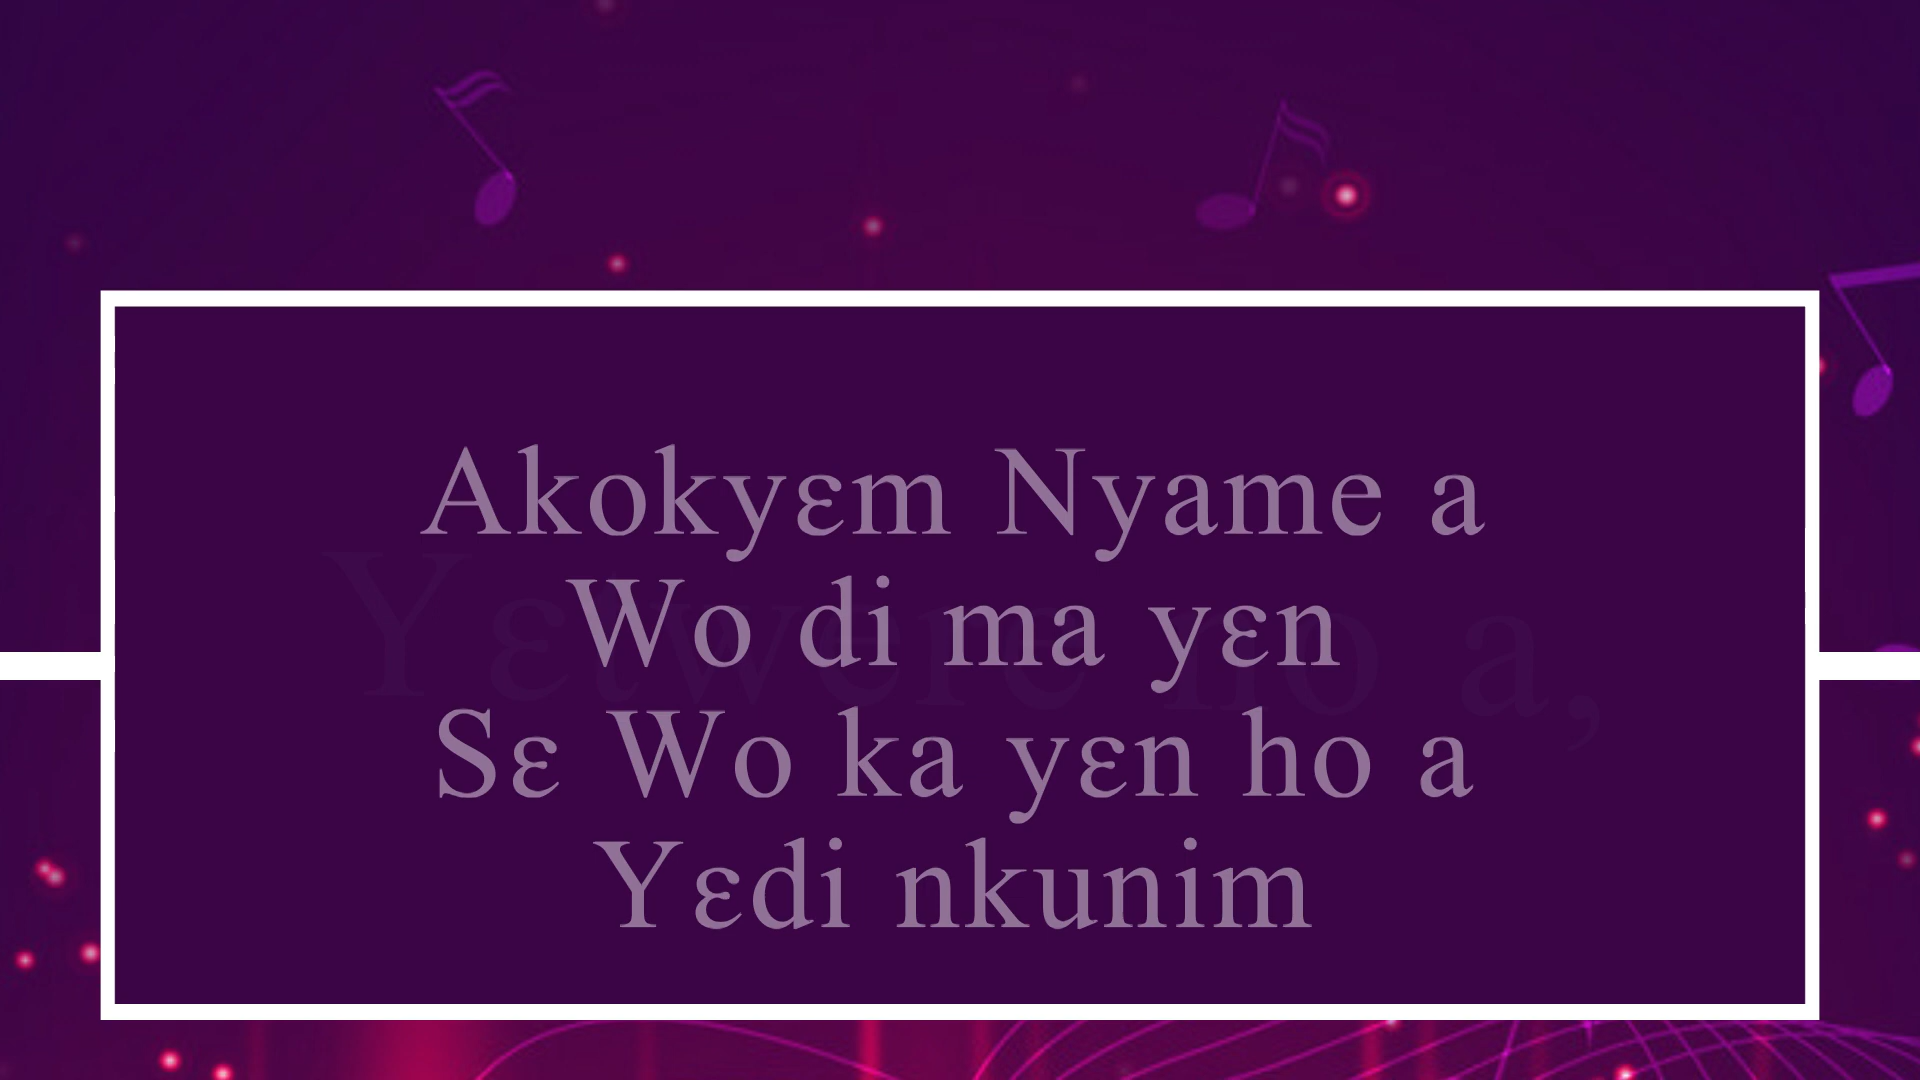 Akokyɛm Nyame a
Wo di ma yɛn
Sɛ Wo ka yɛn ho a
Yɛdi nkunim